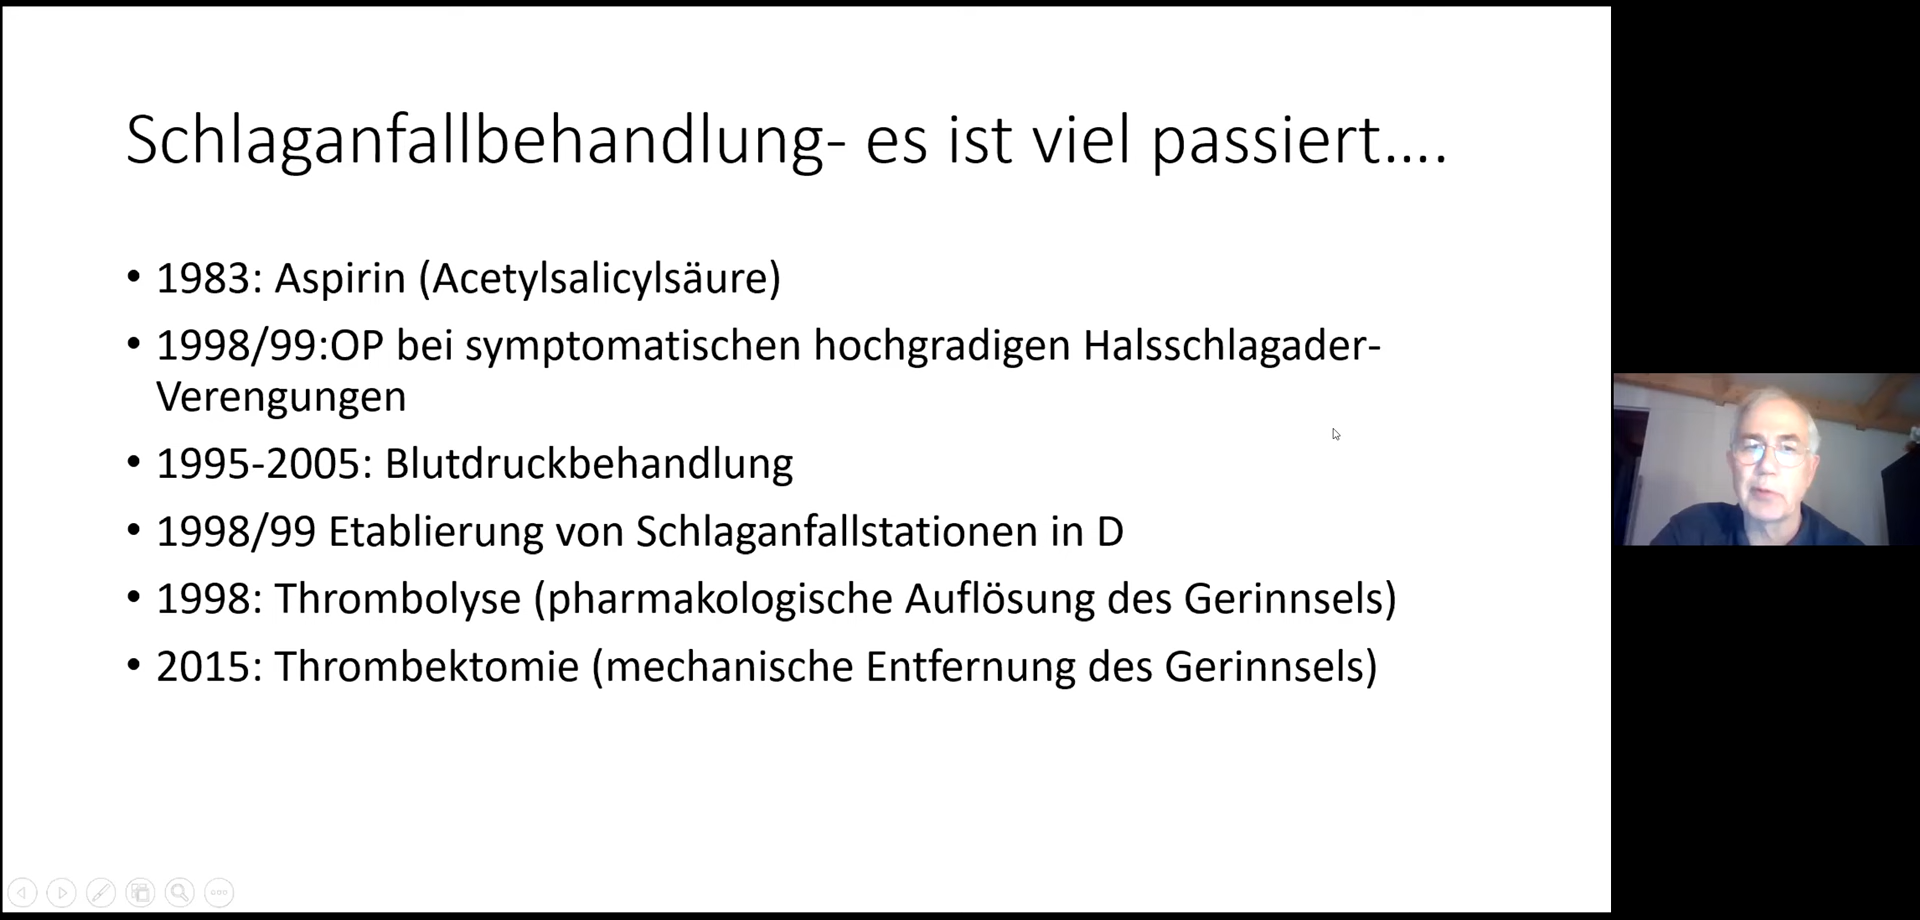 Schlaganfallbehandlung- es ist viel passiert....
• 1983: Aspirin (Acetylsalicylsäure)
• 1998/99:OP bei symptomatischen hochgradigen Halsschlagader-
Verengungen
• 1995-2005: Blutdruckbehandlung
• 1998/99 Etablierung von Schlaganfallstationen in D
• 1998: Thrombolyse (pharmakologische Auflösung des Gerinnsels)
• 2015: Thrombektomie (mechanische Entfernung des Gerinnsels)